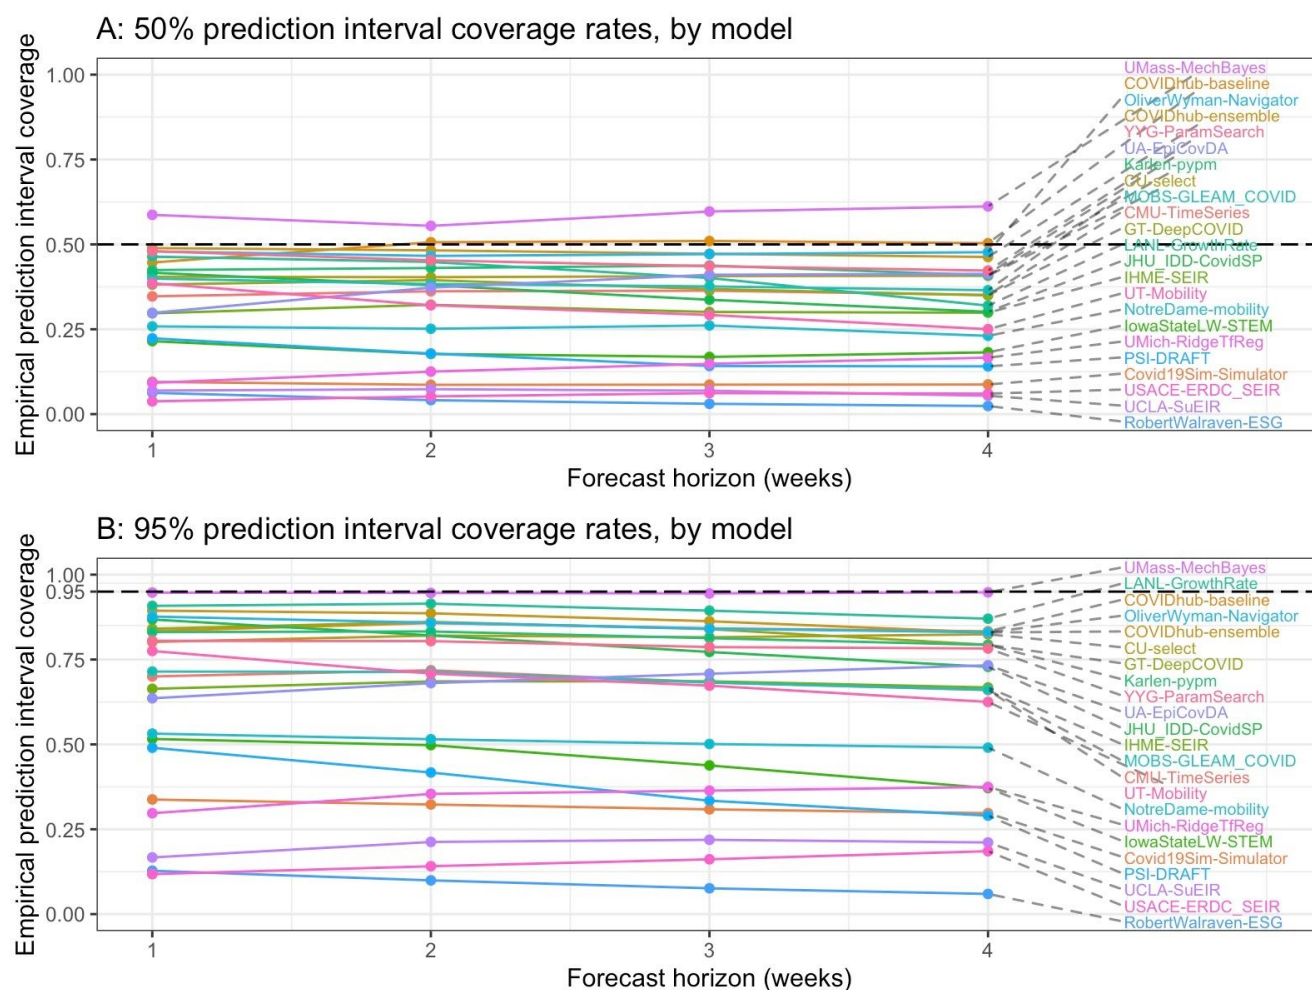 A: 50% prediction interval coverage rates, by model
Empirical prediction interval coverage
1.00
0.75
0.50
0.25
0.00
UMass-MechBayes
COVIDhub-baseline
OliverWyman-Navigator
COVIDhub-ensemble
YYG-ParamSearch
UA-EpiCovDA
Karlen-pypm
CU-select
MOBS-GLEAM_COVID
CMU-TimeSeries
GT-DeepCOVID
LANL-GrowthRate
JHU_IDD-CovidSP
IHME-SEIR
UT-Mobility
NotreDame-mobility
IowaStateLW-STEM
UMich-RidgeTfReg
PSI-DRAFT
Covid19Sim-Simulator
USACE-ERDC_SEIR
UCLA-SuEIR
RobertWalraven-ESG
1 2 3 4
Forecast horizon (weeks)
B: 95% prediction interval coverage rates, by model
Empirical prediction interval coverage
1.00
0.95
0.75
0.50
0.25
0.00
UMass-MechBayes
LANL-GrowthRate
COVIDhub-baseline
OliverWyman-Navigator
COVIDhub-ensemble
CU-select
GT-DeepCOVID
Karlen-pypm
YYG-ParamSearch
UA-EpiCovDA
JHU_IDD-CovidSP
IHME-SEIR
MOBS-GLEAM_COVID
CMU-TimeSeries
UT-Mobility
NotreDame-mobility
UMich-RidgeTfReg
IowaStateLW-STEM
Covid19Sim-Simulator
PSI-DRAFT
UCLA-SuEIR
USACE-ERDC_SEIR
RobertWalraven-ESG
1 2 3 4
Forecast horizon (weeks)